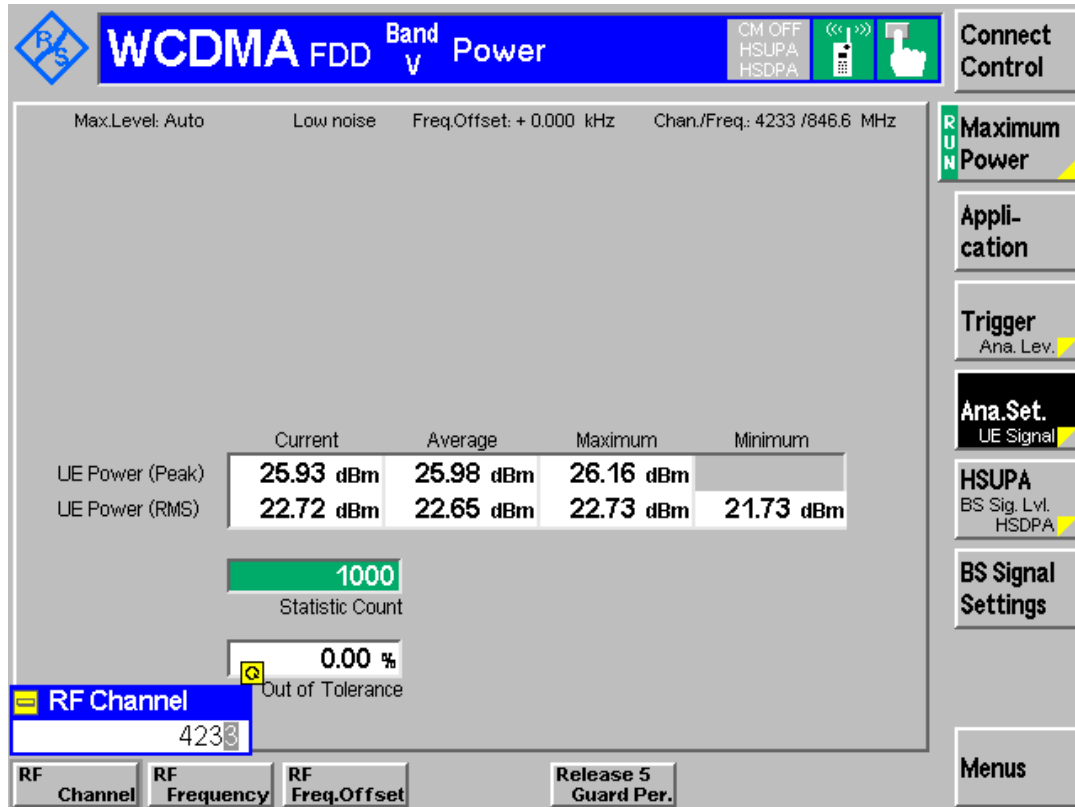 R/S
WCDMA FDD Band V Power
CM OFF
HSUPA
HSDPA
Connect
Control
Max.Level: Auto Low noise Freq.Offset: + 0.000 kHz Chan./Freq.: 4233 /846.6 MHz
RUN
Maximum
Power
Appli-
cation
Trigger
Ana. Lev.
Ana.Set.
UE Signal
Current Average Maximum Minimum
UE Power (Peak) 25.93 dBm 25.98 dBm 26.16 dBm
UE Power (RMS) 22.72 dBm 22.65 dBm 22.73 dBm 21.73 dBm
HSUPA
BS Sig. Lvl.
HSDPA
1000
Statistic Count
BS Signal
Settings
0.00 %
Out of Tolerance
RF Channel
4233
Menus
RF
Channel
RF
Frequency
RF
Freq.Offset
Release 5
Guard Per.